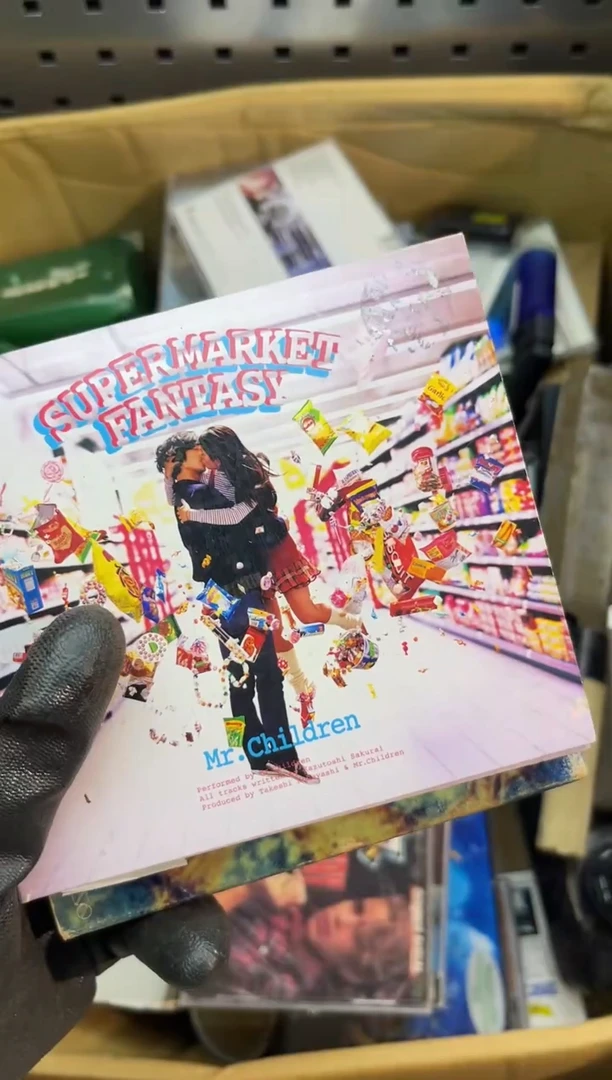 SUPERMARKET
FANTASY
Mr.Children
Performed by
All tracks Kazutoshi Sakurai
Produced by Takeshi & Mr.Children